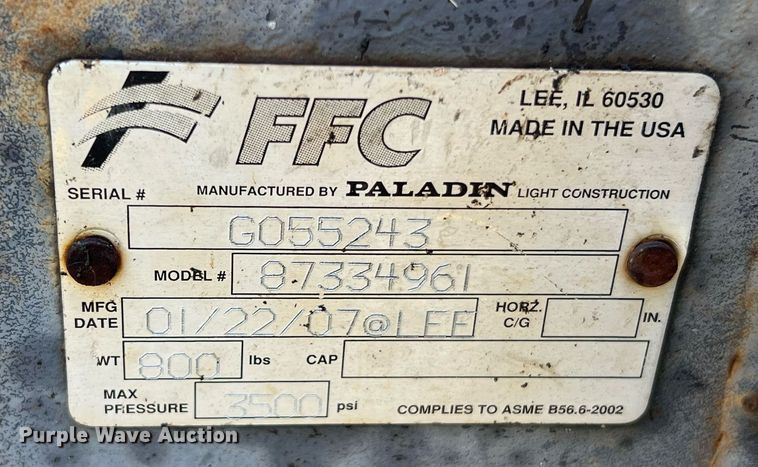 FFC
LEE, IL 60530
MADE IN THE USA
SERIAL # MANUFACTURED BY PALADIN LIGHT CONSTRUCTION
G055243
MODEL # 87334961
MFG DATE 01/22/07@LEE HORZ. C/G IN.
WT 800 lbs CAP
MAX PRESSURE 3500 psi COMPLIES TO ASME B56.6-2002
Purple Wave Auction